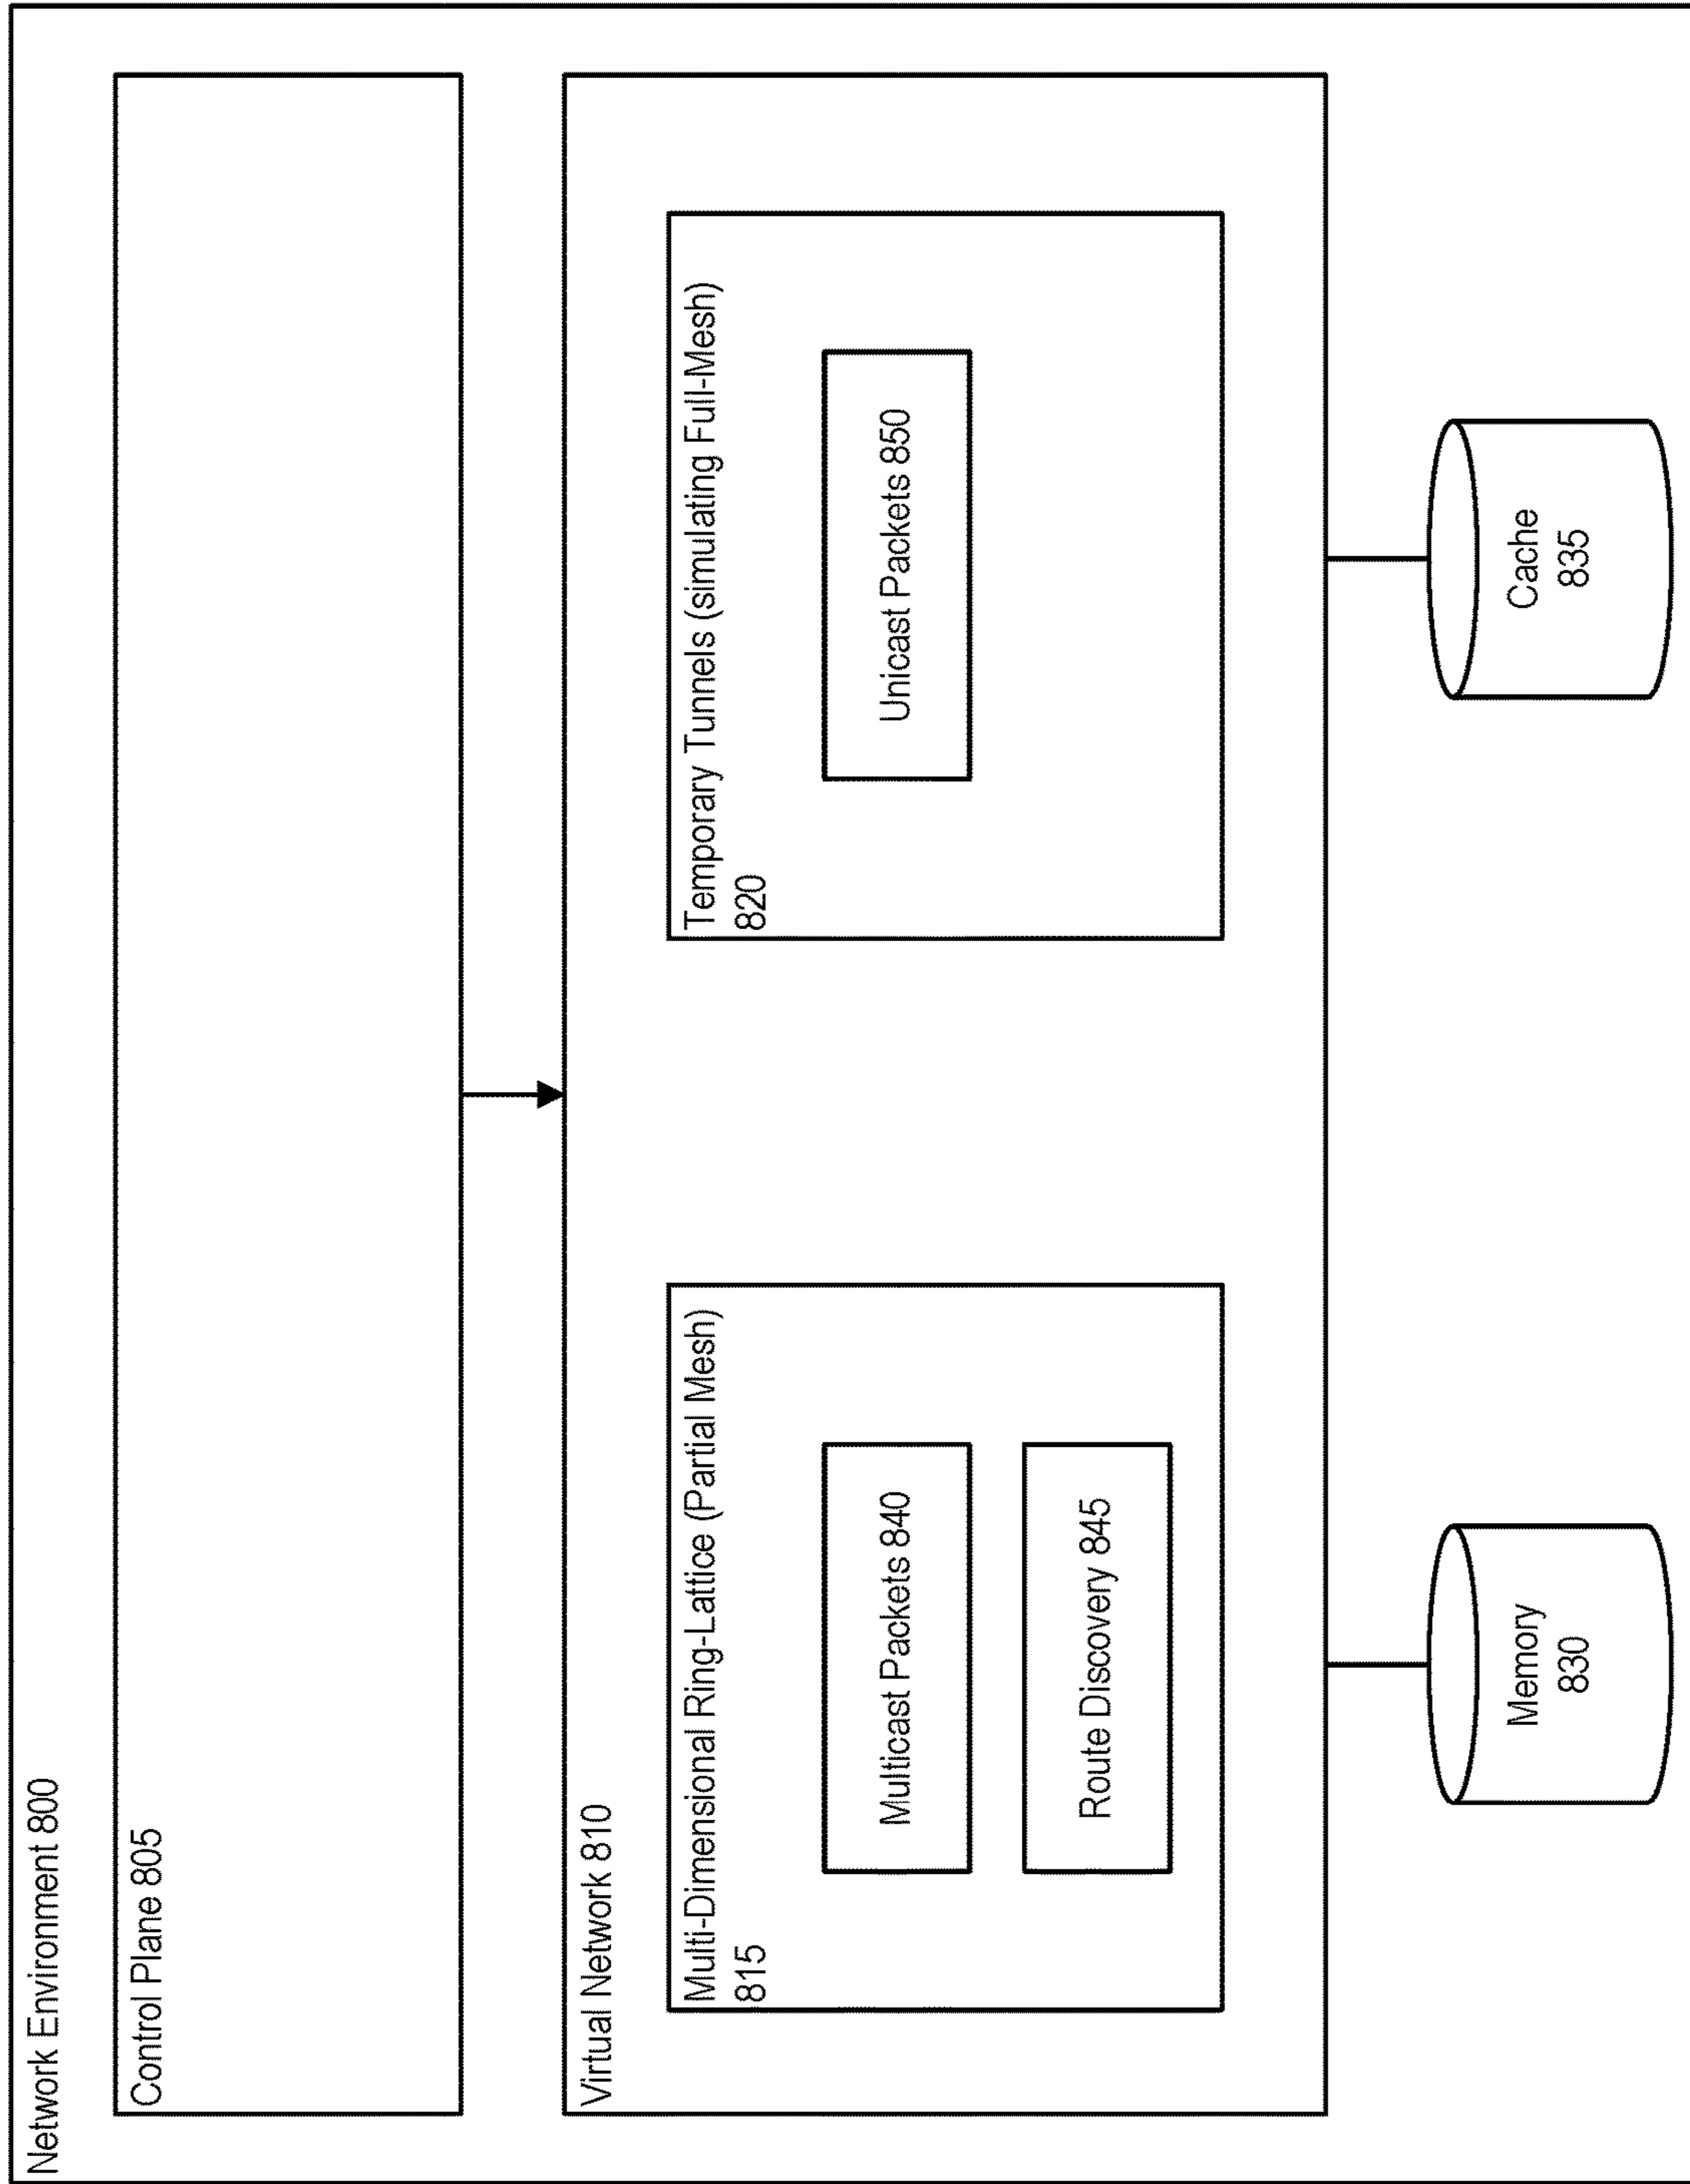 Network Environment 800
Control Plane 805
Virtual Network 810
Multi-Dimensional Ring-Lattice (Partial Mesh)
815
Multicast Packets 840
Route Discovery 845
Temporary Tunnels (simulating Full-Mesh)
820
Unicast Packets 850
Memory
830
Cache
835